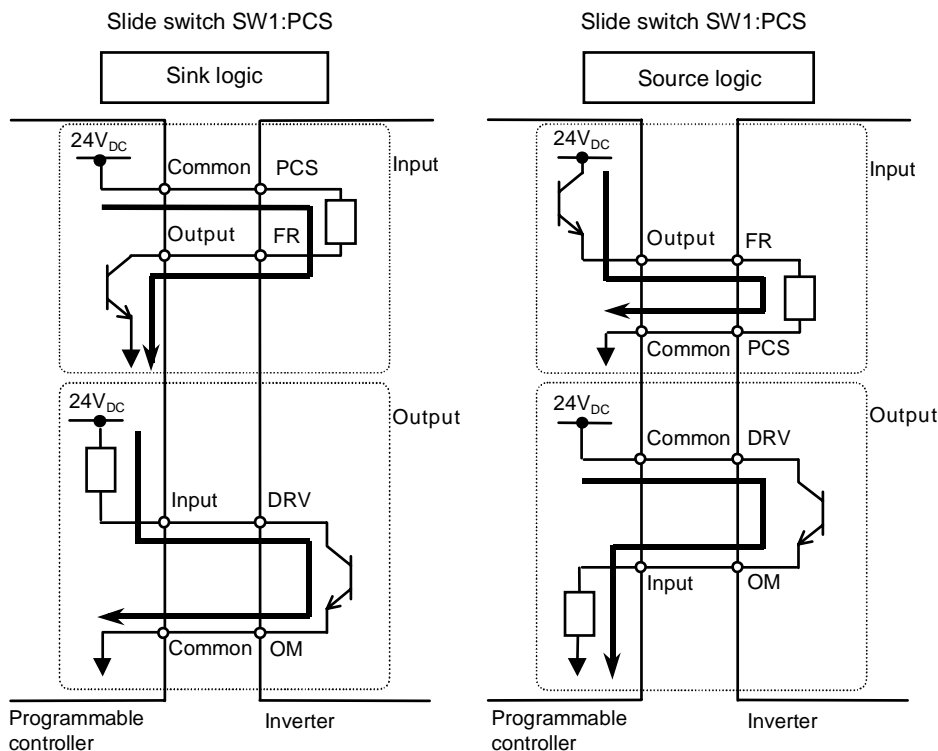 Slide switch SW1:PCS
Sink logic
24VDC
Common
PCS
Input
Output
FR
24VDC
Output
Input
DRV
Common
OM
Programmable
controller
Inverter
Slide switch SW1:PCS
Source logic
24VDC
Input
Output
FR
Common
PCS
24VDC
Output
Common
DRV
Input
OM
Programmable
controller
Inverter